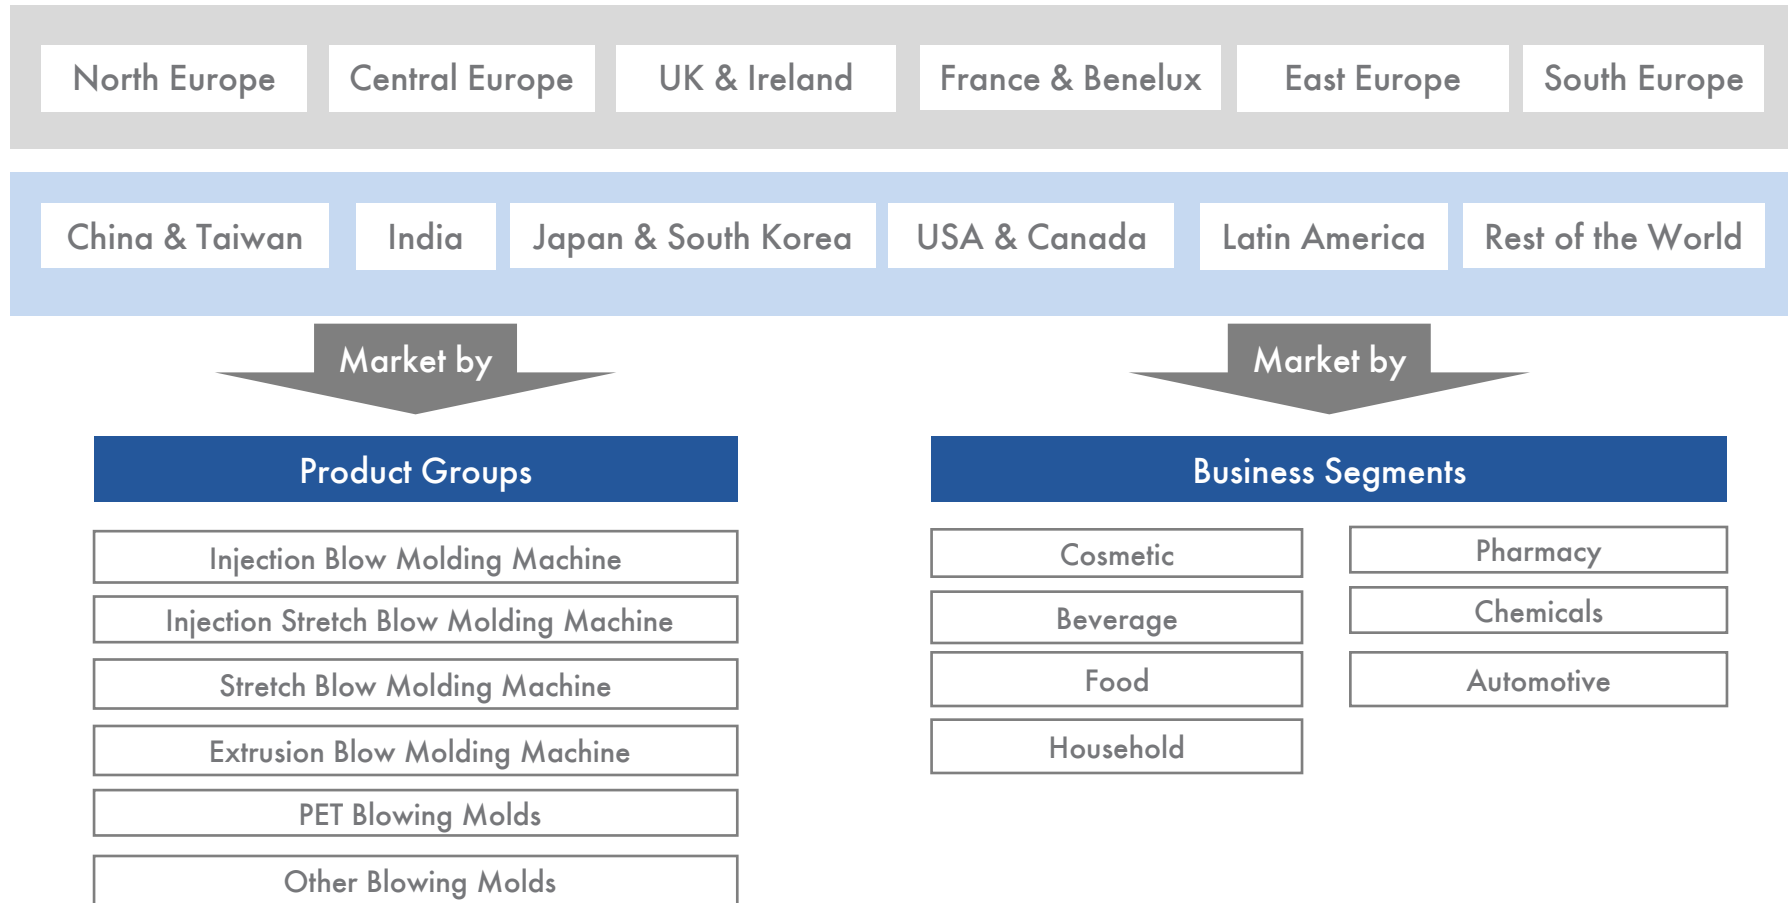 North Europe
Central Europe
UK & Ireland
France & Benelux
East Europe
South Europe
China & Taiwan
India
Japan & South Korea
USA & Canada
Latin America
Rest of the World
Market by
Market by
Product Groups
Injection Blow Molding Machine
Injection Stretch Blow Molding Machine
Stretch Blow Molding Machine
Extrusion Blow Molding Machine
PET Blowing Molds
Other Blowing Molds
Business Segments
Cosmetic
Beverage
Food
Household
Pharmacy
Chemicals
Automotive